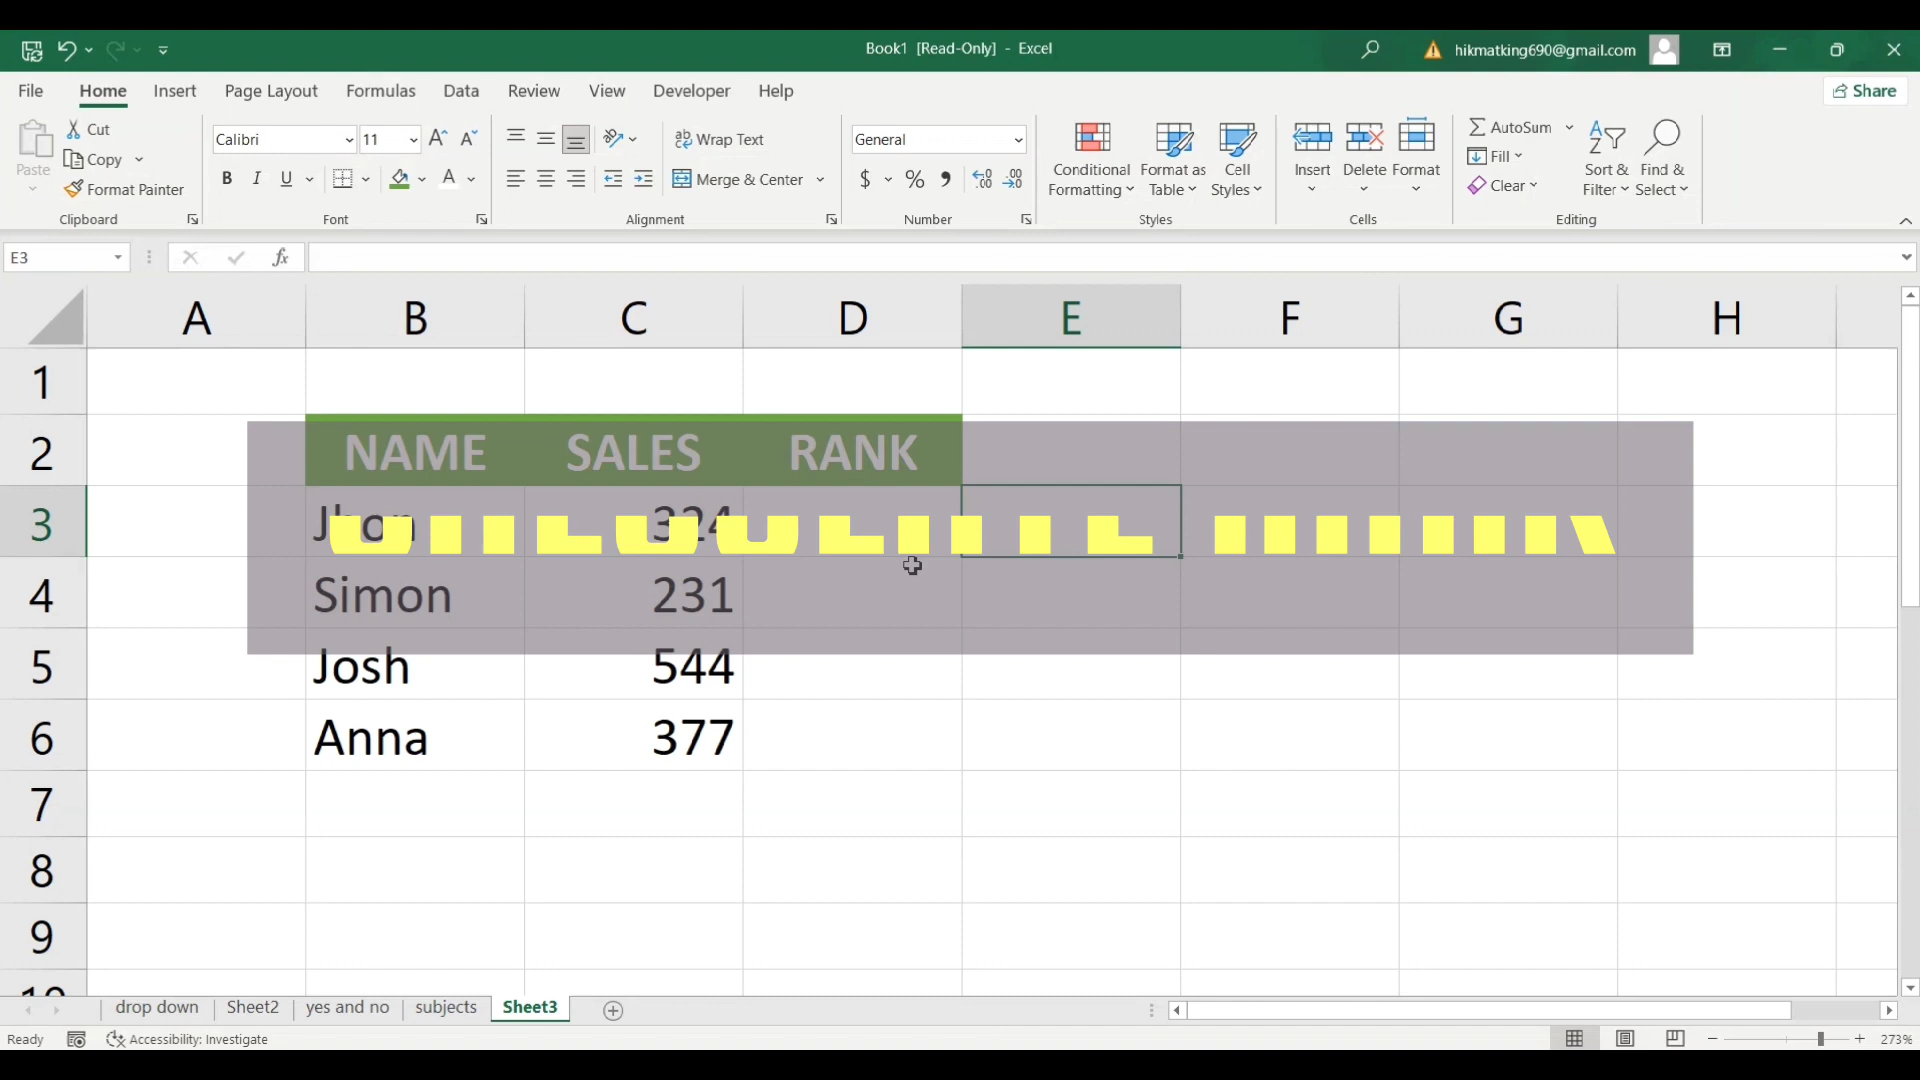 Book1 [Read-Only] - Excel
hikmatking690@gmail.com
File Home Insert Page Layout Formulas Data Review View Developer Help
Share
Paste
Cut
Copy
Format Painter
Clipboard
Calibri 11
B I U
Font
Wrap Text
Merge & Center
Alignment
General
$ % 
Number
Conditional Formatting
Format as Table
Cell Styles
Styles
Insert Delete Format
Cells
AutoSum
Fill
Clear
Sort & Filter
Find & Select
Editing
E3
fx
A B C D E F G H
1
2 NAME SALES RANK
3 Jhon 324
4 Simon 231
5 Josh 544
6 Anna 377
7
8
9
10
drop down Sheet2 yes and no subjects Sheet3
Ready
Accessibility: Investigate
273%